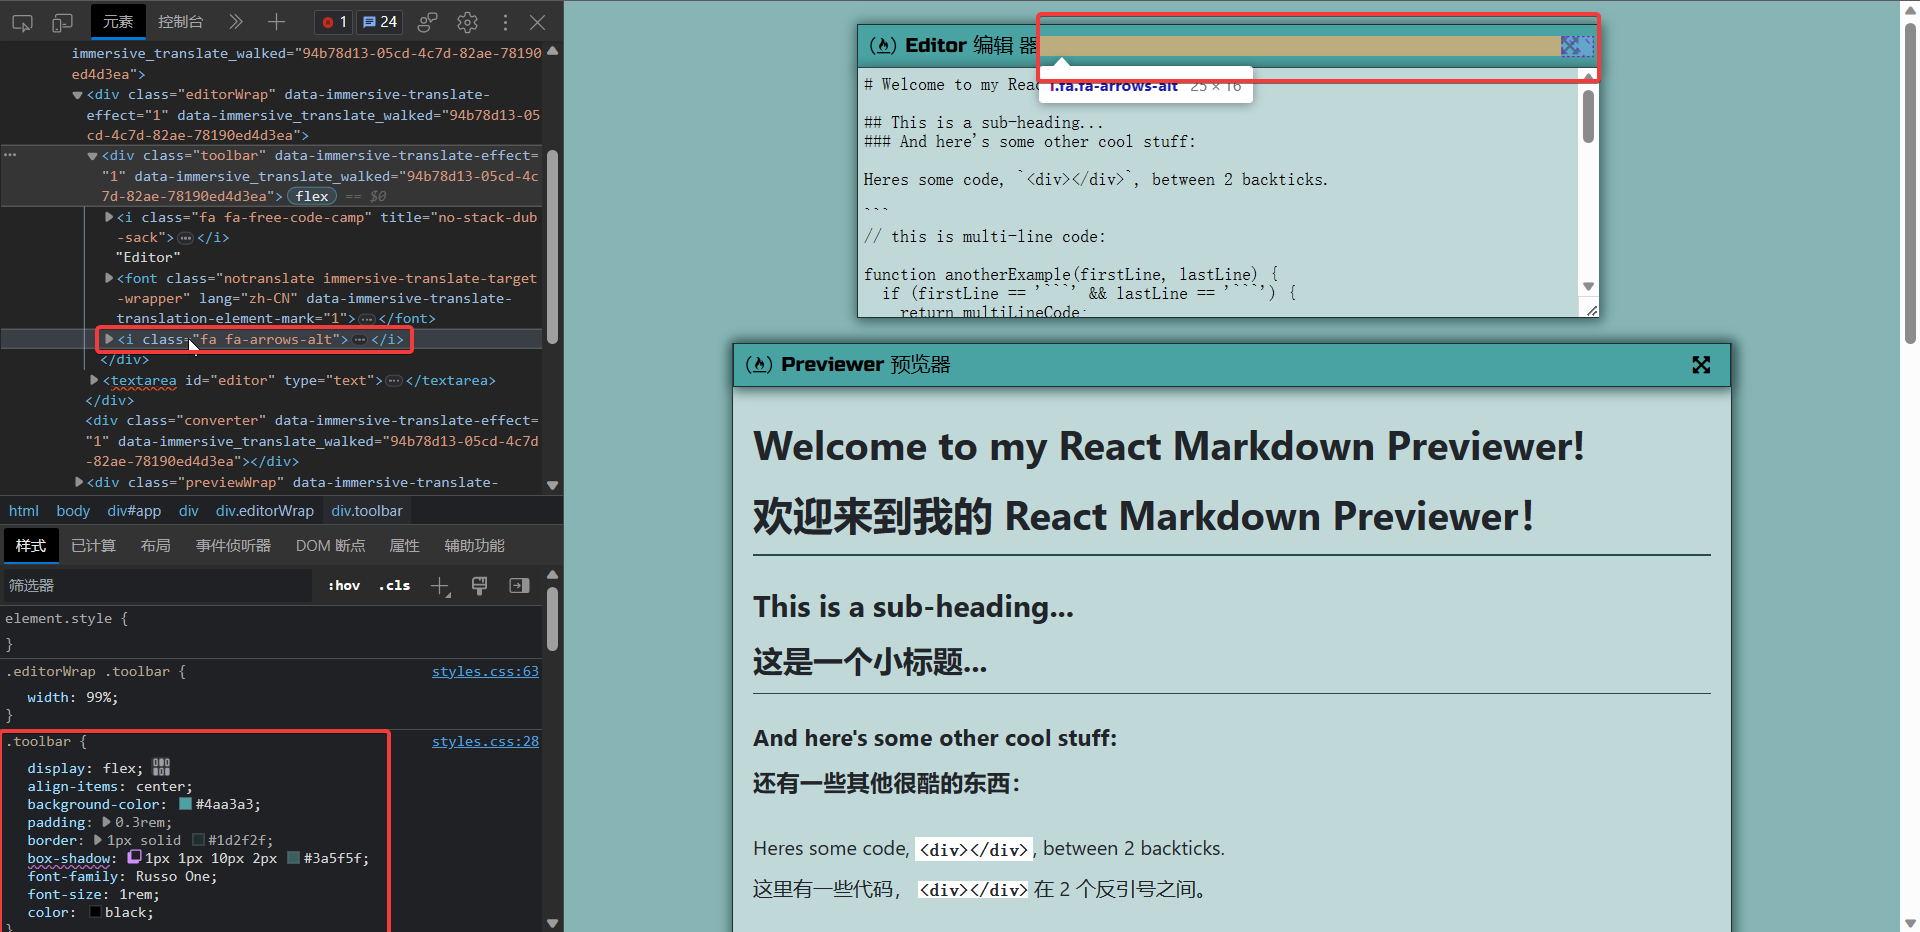 元素
控制台
1
24
immersive_translate_walked="94b78d13-05cd-4c7d-82ae-78190
ed4d3ea">
<div class="editorWrap" data-immersive-translate-
effect="1" data-immersive_translate_walked="94b78d13-05
cd-4c7d-82ae-78190ed4d3ea">
<div class="toolbar" data-immersive-translate-effect=
"1" data-immersive_translate_walked="94b78d13-05cd-4c
7d-82ae-78190ed4d3ea"> flex == $0
<i class="fa fa-free-code-camp" title="no-stack-dub
-sack"> ⋯ </i>
"Editor"
<font class="notranslate immersive-translate-target
-wrapper" lang="zh-CN" data-immersive-translate-
translation-element-mark="1"> ⋯ </font>
<i class="fa fa-arrows-alt"> ⋯ </i>
</div>
<textarea id="editor" type="text"> ⋯ </textarea>
</div>
<div class="converter" data-immersive-translate-effect=
"1" data-immersive_translate_walked="94b78d13-05cd-4c7d
-82ae-78190ed4d3ea"></div>
<div class="previewWrap" data-immersive-translate-
html body div#app div div.editorWrap div.toolbar
样式 已计算 布局 事件侦听器 DOM 断点 属性 辅助功能
筛选器 :hov .cls
element.style {
}
.editorWrap .toolbar { styles.css:63
width: 99%;
}
.toolbar { styles.css:28
display: flex;
align-items: center;
background-color: #4aa3a3;
padding: 0.3rem;
border: 1px solid #1d2f2f;
box-shadow: 1px 1px 10px 2px #3a5f5f;
font-family: Russo One;
font-size: 1rem;
color: black;
}
Editor 编辑 器
i.fa.fa-arrows-alt 25 × 16
# Welcome to my Rea
## This is a sub-heading...
### And here's some other cool stuff:
Heres some code, `<div></div>`, between 2 backticks.
```
// this is multi-line code:
function anotherExample(firstLine, lastLine) {
if (firstLine == '```' && lastLine == '```') {
return multiLineCode;
Previewer 预览器
Welcome to my React Markdown Previewer!
欢迎来到我的 React Markdown Previewer！
This is a sub-heading...
这是一个小标题...
And here's some other cool stuff:
还有一些其他很酷的东西：
Heres some code, <div></div>, between 2 backticks.
这里有一些代码， <div></div> 在 2 个反引号之间。